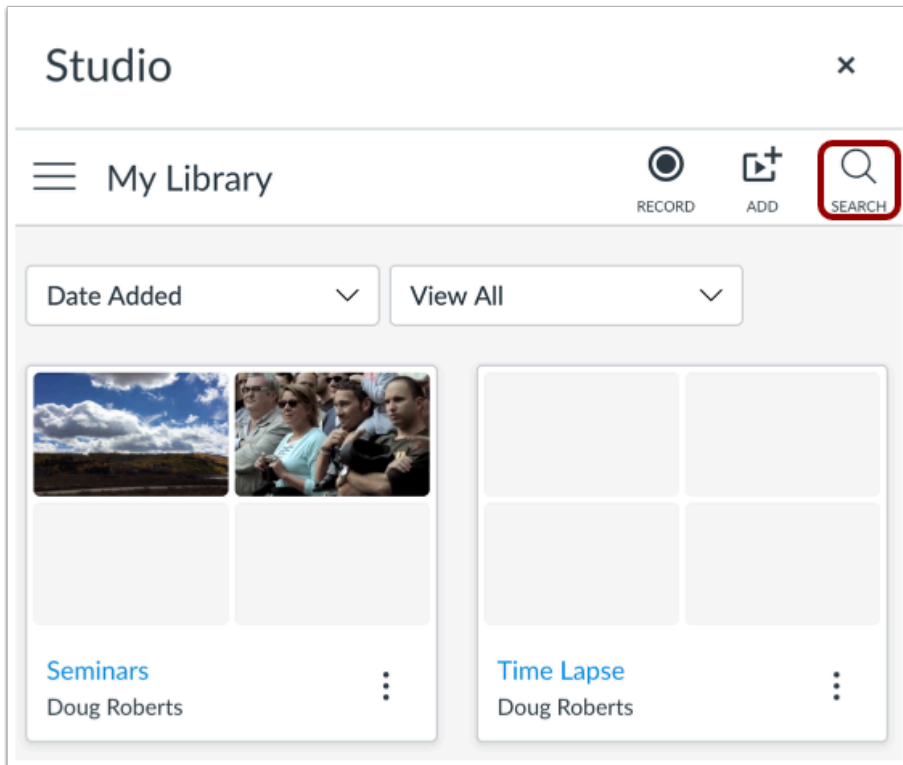 Studio
My Library
RECORD
ADD
SEARCH
Date Added
View All
Seminars
Doug Roberts
Time Lapse
Doug Roberts